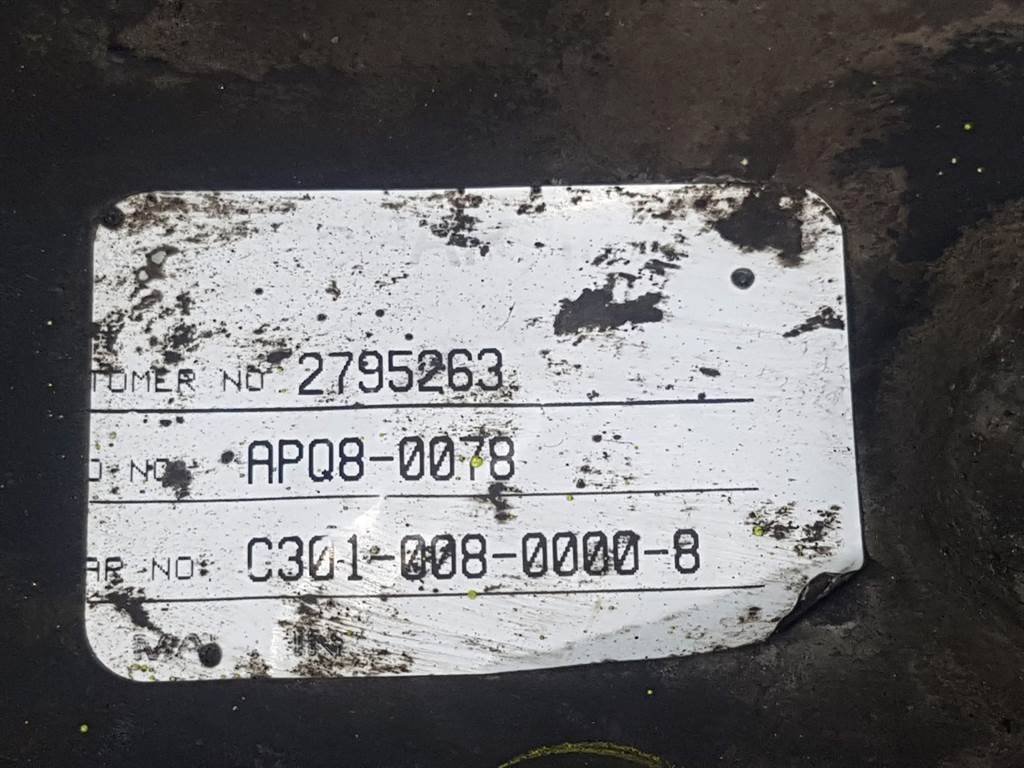 TOMER NO 2795263
D NO APQ8-0078
AR NO. C301-008-0000-8